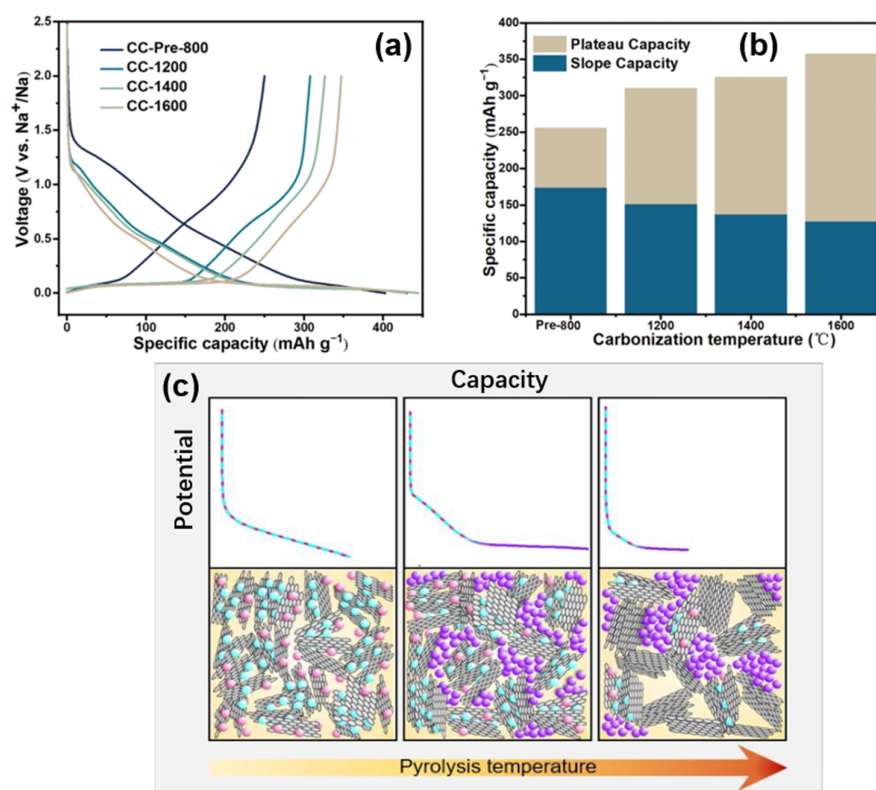 (a)
CC-Pre-800
CC-1200
CC-1400
CC-1600
Voltage (V vs. Na⁺/Na)
2.5
2.0
1.5
1.0
0.5
0.0
0 100 200 300 400
Specific capacity (mAh g⁻¹)
(b)
Plateau Capacity
Slope Capacity
Specific capacity (mAh g⁻¹)
400
350
300
250
200
150
100
50
0
Pre-800 1200 1400 1600
Carbonization temperature (℃)
(c)
Capacity
Potential
Pyrolysis temperature